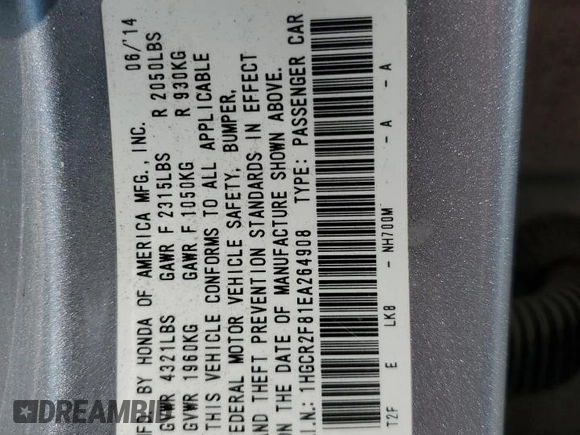 MFD. BY HONDA OF AMERICA MFG., INC. 06/'14
GVWR 4321LBS GAWR F 2315LBS R 2050LBS
GVWR 1960KG GAWR F 1050KG R 930KG
THIS VEHICLE CONFORMS TO ALL APPLICABLE
FEDERAL MOTOR VEHICLE SAFETY, BUMPER,
AND THEFT PREVENTION STANDARDS IN EFFECT
ON THE DATE OF MANUFACTURE SHOWN ABOVE.
V.I.N.: 1HGCR2F81EA264908 TYPE: PASSENGER CAR
T2F E LK8 - NH700M - A - A
DREAMBID